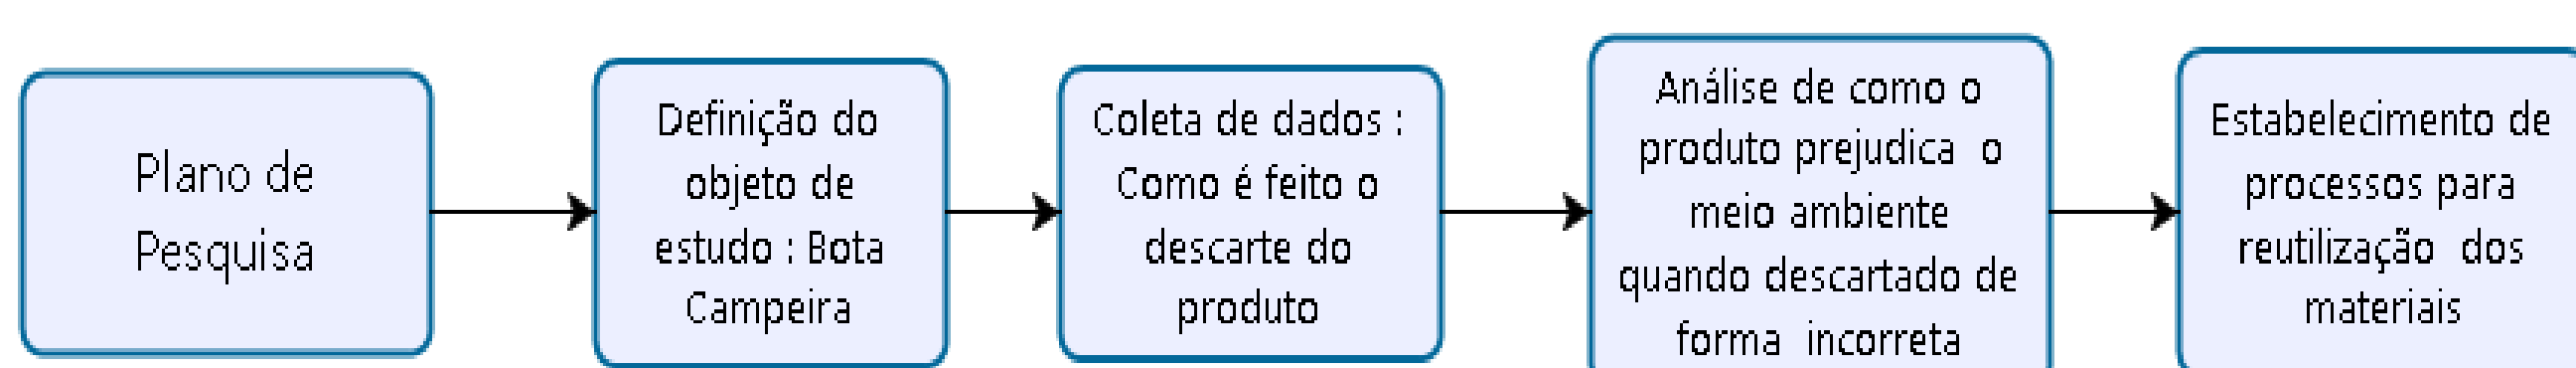 Plano de
Pesquisa
Definição do
objeto de
estudo : Bota
Campeira
Coleta de dados :
Como é feito o
descarte do
produto
Análise de como o
produto prejudica o
meio ambiente
quando descartado de
forma incorreta
Estabelecimento de
processos para
reutilização dos
materiais